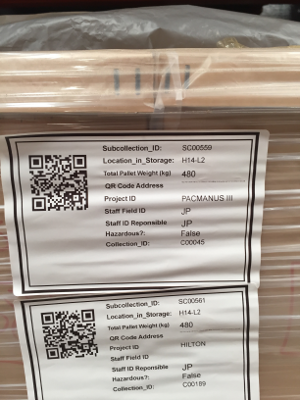 Subcollection_ID: SC00559
Location_in_Storage: H14-L2
Total Pallet Weight (kg) 480
QR Code Address
Project ID PACMANUS III
Staff Field ID JP
Staff ID Reponsible JP
Hazardous?: False
Collection_ID: C00045
Subcollection_ID: SC00561
Location_in_Storage: H14-L2
Total Pallet Weight (kg) 480
QR Code Address
Project ID HILTON
Staff Field ID
Staff ID Reponsible JP
Hazardous?: False
Collection_ID: C00189